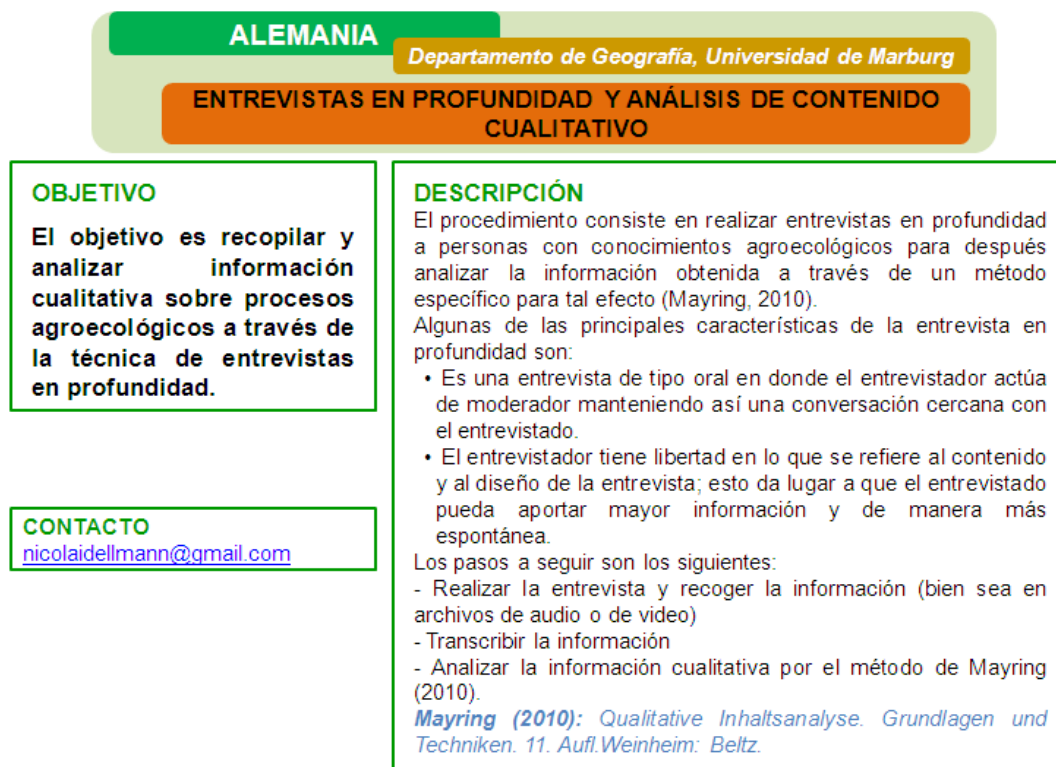 ALEMANIA
Departamento de Geografía, Universidad de Marburg
ENTREVISTAS EN PROFUNDIDAD Y ANÁLISIS DE CONTENIDO
CUALITATIVO
OBJETIVO
El objetivo es recopilar y
analizar información
cualitativa sobre procesos
agroecológicos a través de
la técnica de entrevistas
en profundidad.
CONTACTO
nicolaidellmann@gmail.com
DESCRIPCIÓN
El procedimiento consiste en realizar entrevistas en profundidad
a personas con conocimientos agroecológicos para después
analizar la información obtenida a través de un método
específico para tal efecto (Mayring, 2010).
Algunas de las principales características de la entrevista en
profundidad son:
• Es una entrevista de tipo oral en donde el entrevistador actúa
de moderador manteniendo así una conversación cercana con
el entrevistado.
• El entrevistador tiene libertad en lo que se refiere al contenido
y al diseño de la entrevista; esto da lugar a que el entrevistado
pueda aportar mayor información y de manera más
espontánea.
Los pasos a seguir son los siguientes:
- Realizar la entrevista y recoger la información (bien sea en
archivos de audio o de video)
- Transcribir la información
- Analizar la información cualitativa por el método de Mayring
(2010).
Mayring (2010): Qualitative Inhaltsanalyse. Grundlagen und
Techniken. 11. Aufl.Weinheim: Beltz.